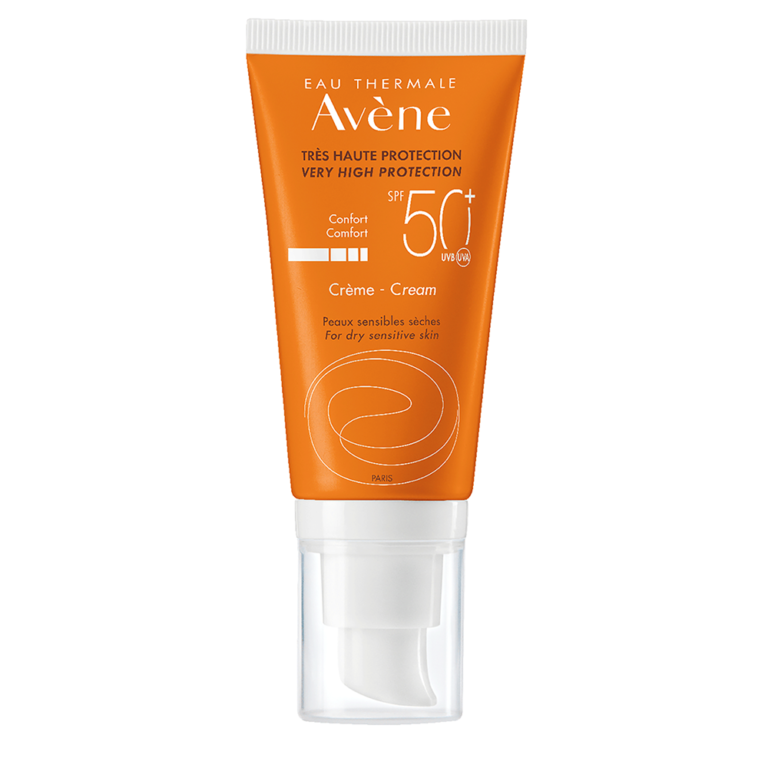 EAU THERMALE
Avène
TRÈS HAUTE PROTECTION
VERY HIGH PROTECTION
SPF 50+
Confort
Comfort
UVB UVA
Crème - Cream
Peaux sensibles sèches
For dry sensitive skin
PARIS